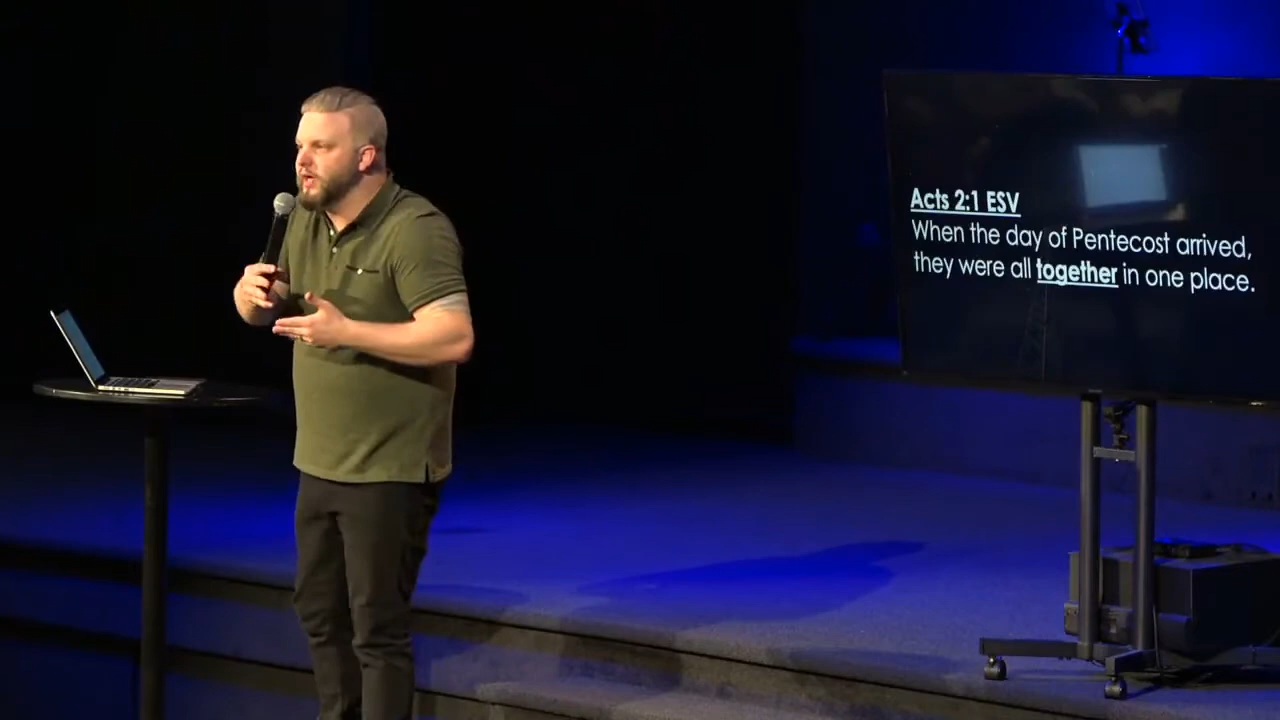 Acts 2:1 ESV
When the day of Pentecost arrived,
they were all together in one place.